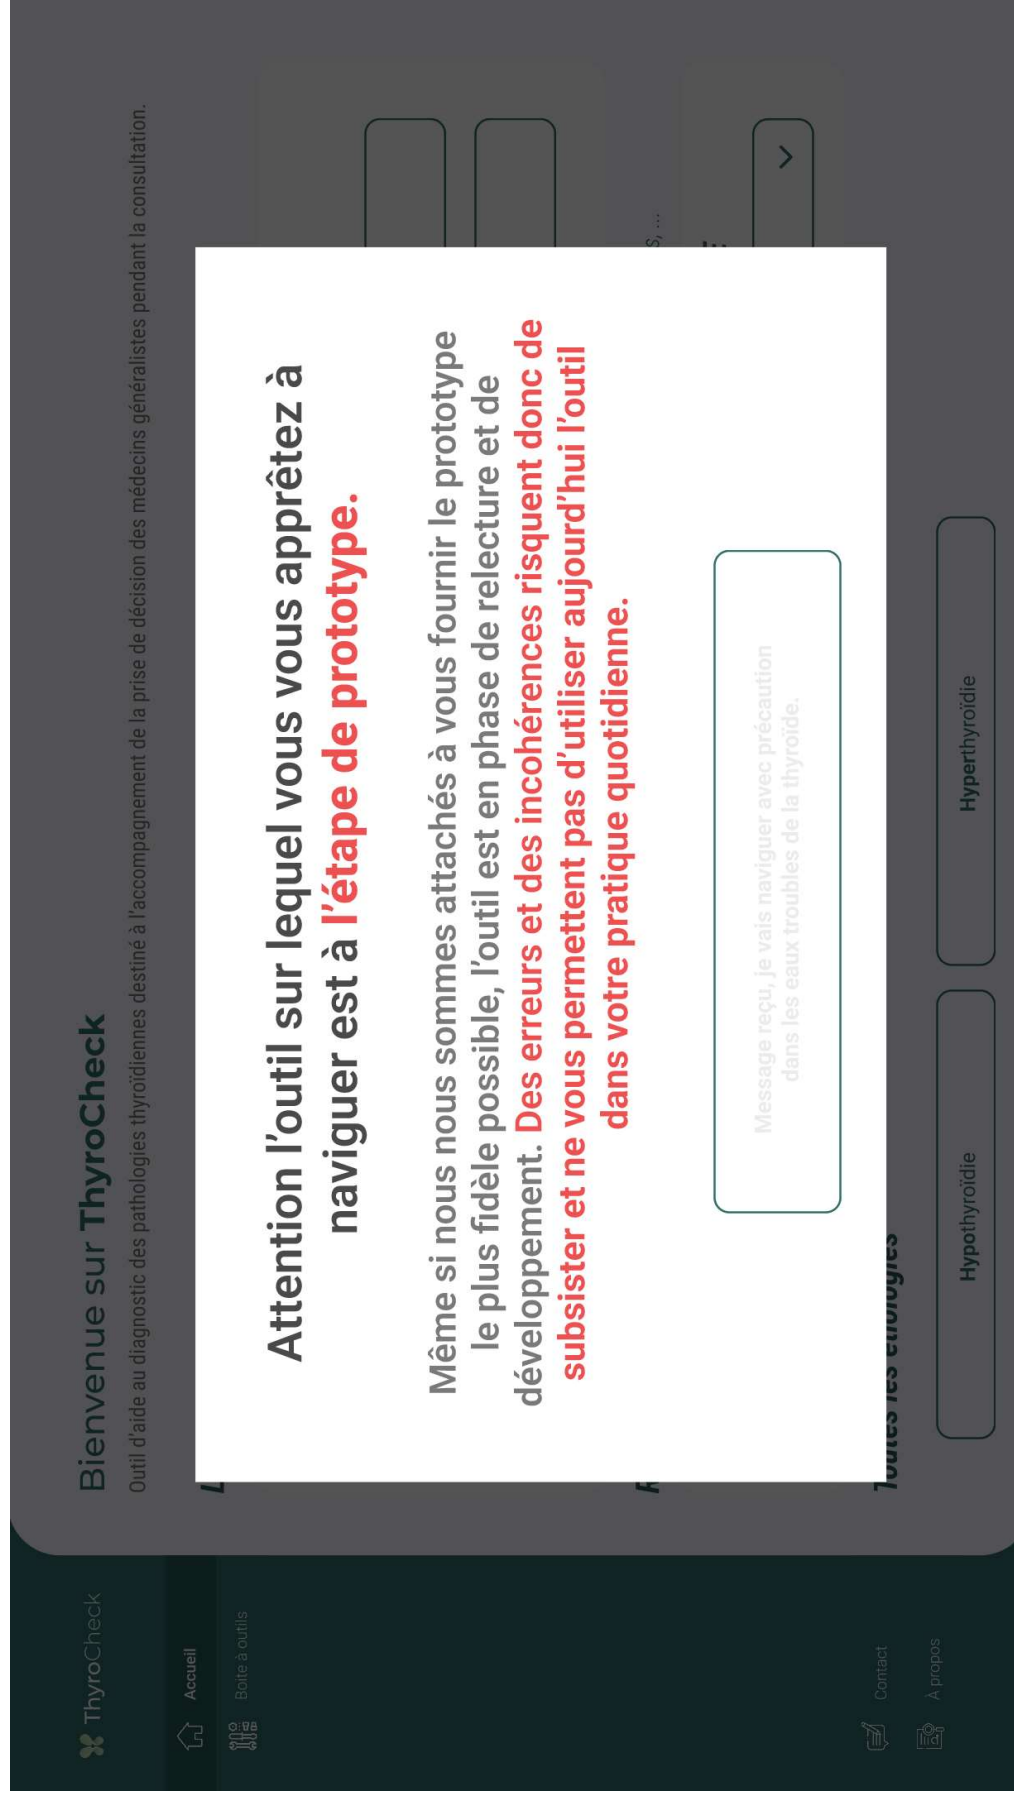 ThyroCheck
Accueil
Boite à outils
Contact
À propos
Bienvenue sur ThyroCheck
Outil d'aide au diagnostic des pathologies thyroïdiennes destiné à l'accompagnement de la prise de décision des médecins généralistes pendant la consultation.
Attention l'outil sur lequel vous vous apprêtez à
naviguer est à l'étape de prototype.
Même si nous nous sommes attachés à vous fournir le prototype
le plus fidèle possible, l'outil est en phase de relecture et de
développement. Des erreurs et des incohérences risquent donc de
subsister et ne vous permettent pas d'utiliser aujourd'hui l'outil
dans votre pratique quotidienne.
Message reçu, je vais naviguer avec précaution
dans les eaux troubles de la thyroïde.
Toutes les étiologies
Hypothyroïdie
Hyperthyroïdie